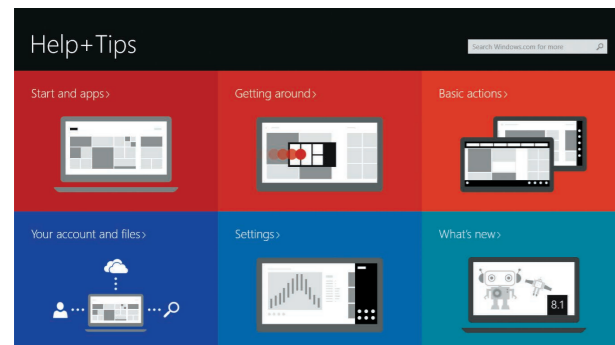 Help+Tips
Search Windows.com for more
Start and apps>
Getting around>
Basic actions>
Your account and files>
Settings>
What's new>
8.1